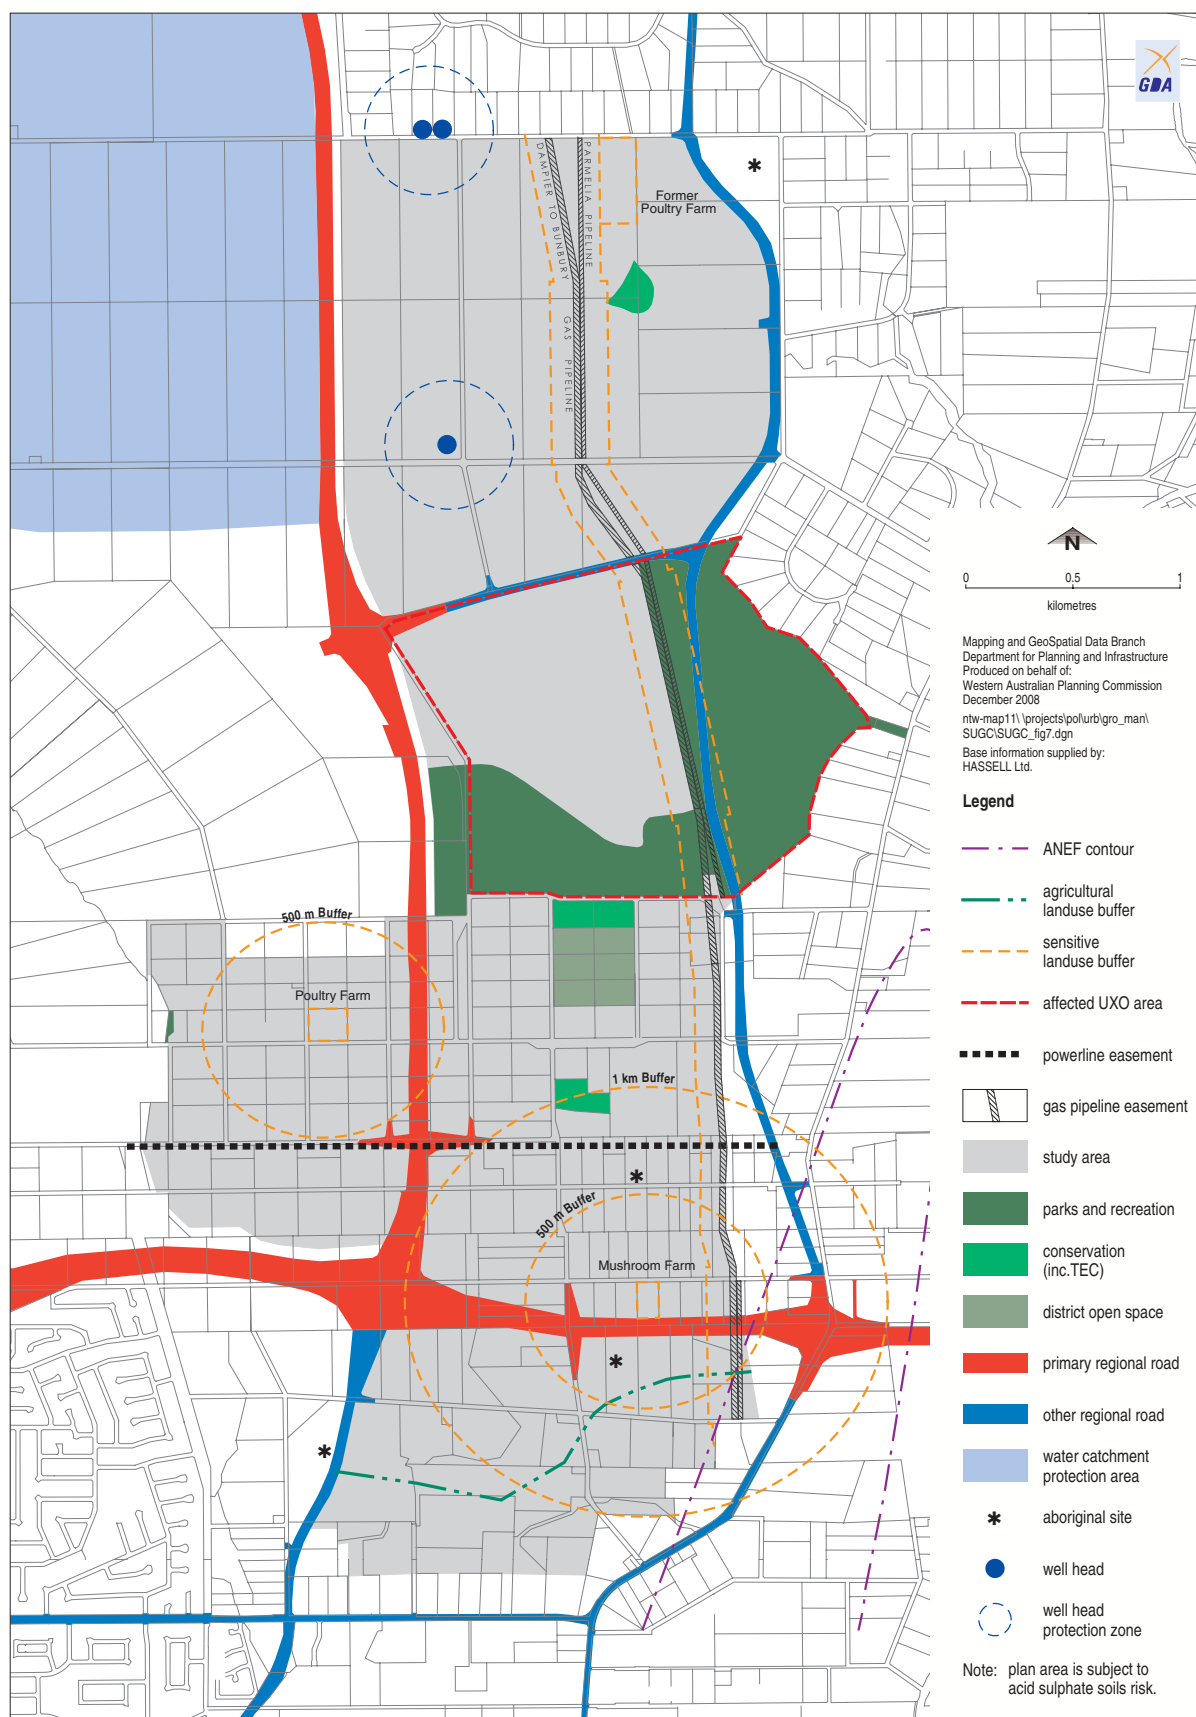 GDA
DAMPIER TO BUNBURY
GAS PIPELINE
PARMELIA PIPELINE
Former
Poultry Farm
500 m Buffer
Poultry Farm
1 km Buffer
500 m Buffer
Mushroom Farm
N
0 0.5 1
kilometres
Mapping and GeoSpatial Data Branch
Department for Planning and Infrastructure
Produced on behalf of:
Western Australian Planning Commission
December 2008
ntw-map11\ \projects\pol\urb\gro_man\
SUGC\SUGC_fig7.dgn
Base information supplied by:
HASSELL Ltd.
Legend
ANEF contour
agricultural
landuse buffer
sensitive
landuse buffer
affected UXO area
powerline easement
gas pipeline easement
study area
parks and recreation
conservation
(inc.TEC)
district open space
primary regional road
other regional road
water catchment
protection area
aboriginal site
well head
well head
protection zone
Note: plan area is subject to
acid sulphate soils risk.